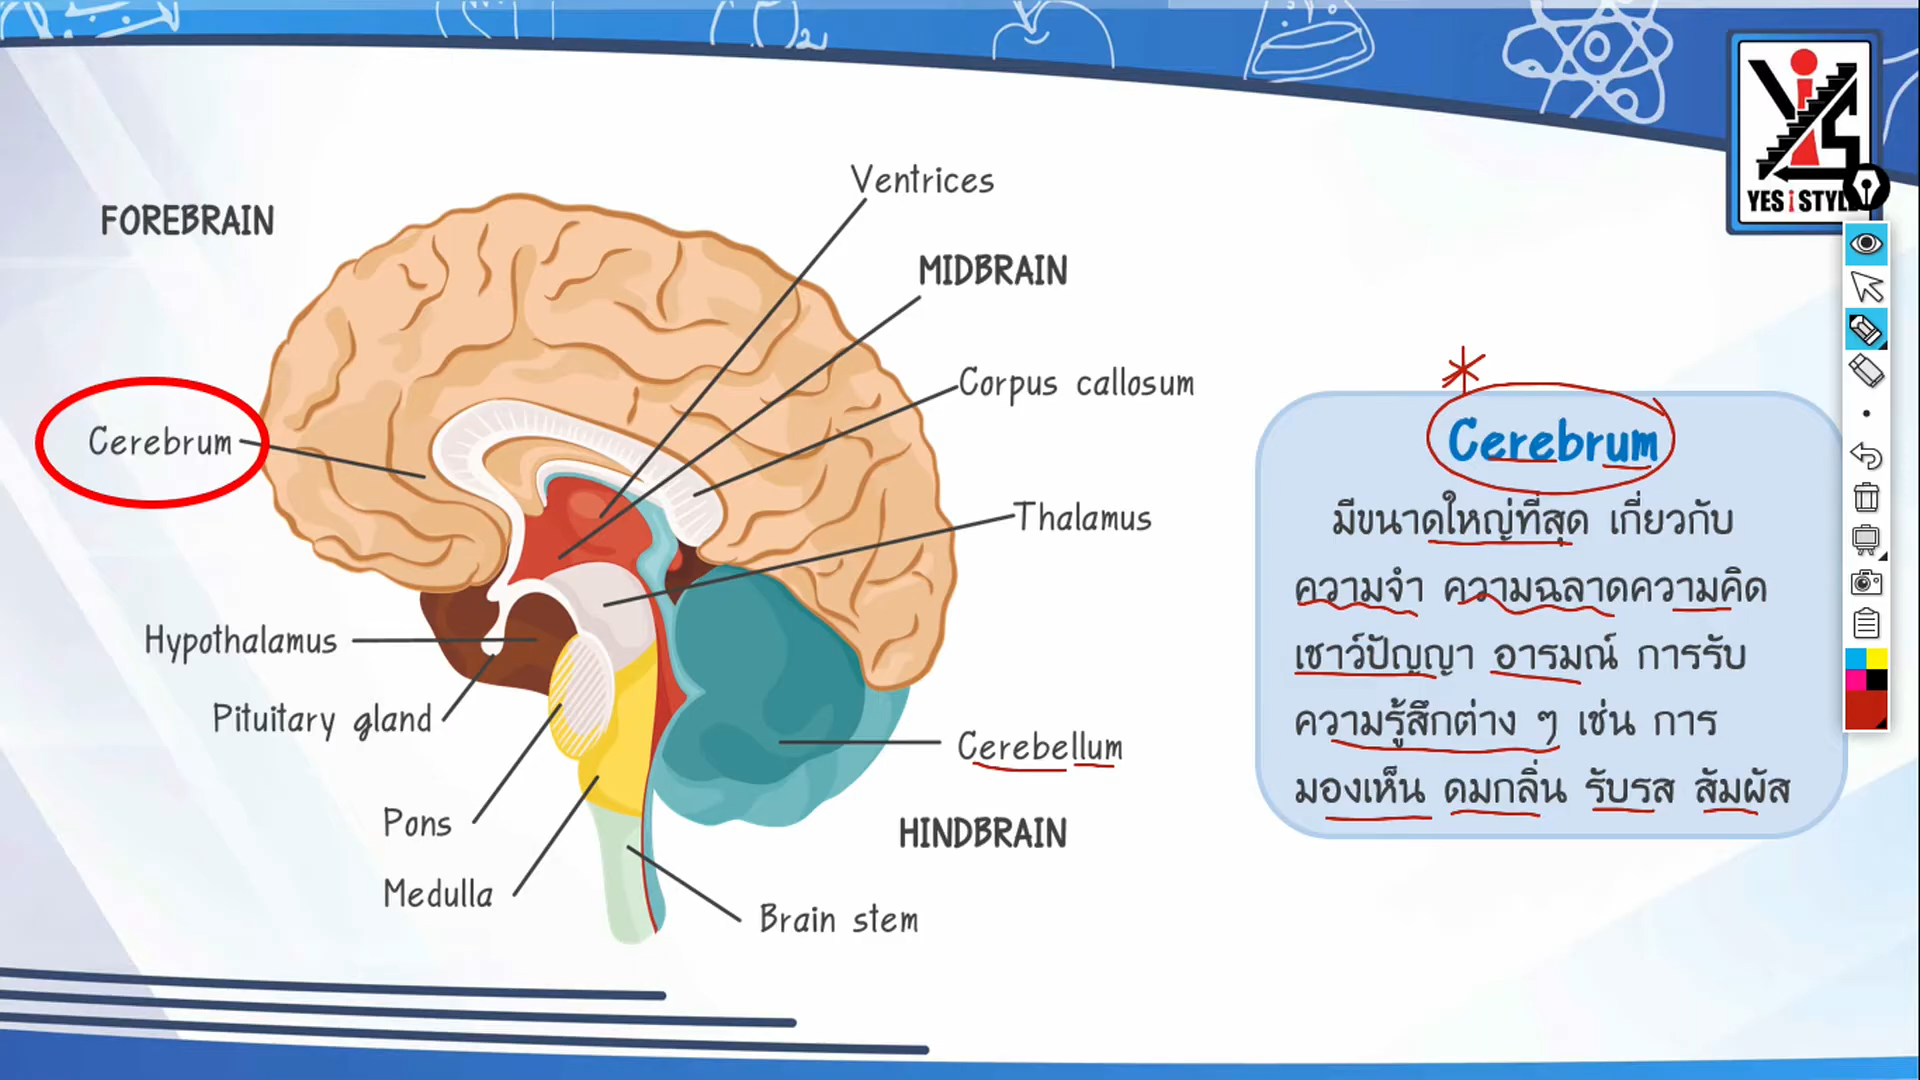 YES i STYLE
FOREBRAIN
Ventrices
MIDBRAIN
Corpus callosum
Cerebrum
Thalamus
Hypothalamus
Pituitary gland
Cerebellum
Pons
HINDBRAIN
Medulla
Brain stem
Cerebrum
มีขนาดใหญ่ที่สุด เกี่ยวกับ
ความจำ ความฉลาดความคิด
เชาว์ปัญญา อารมณ์ การรับ
ความรู้สึกต่าง ๆ เช่น การ
มองเห็น ดมกลิ่น รับรส สัมผัส